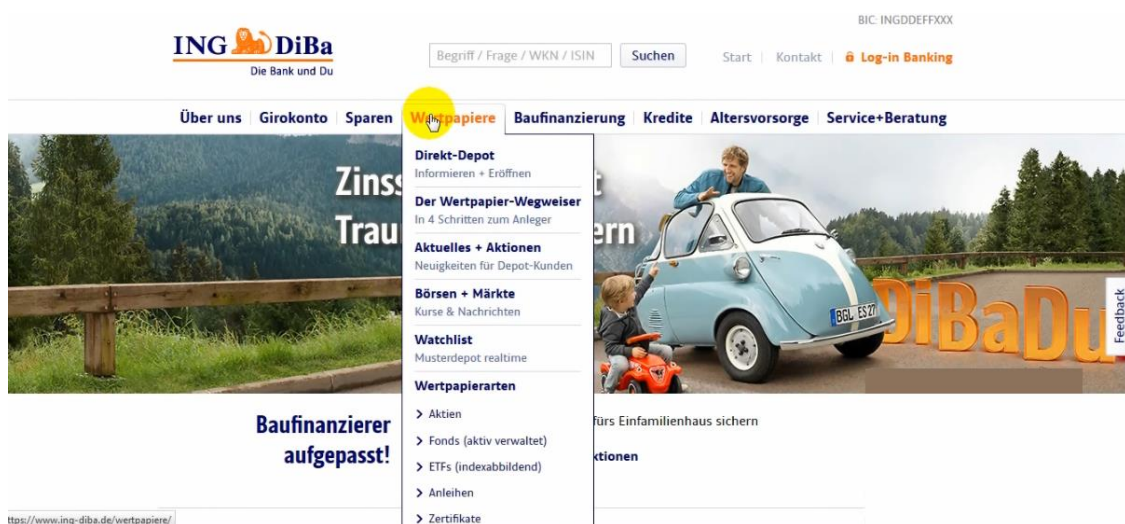 BIC: INGDDEFFXXX
ING DiBa
Die Bank und Du
Begriff / Frage / WKN / ISIN
Suchen
Start
Kontakt
Log-in Banking
Über uns
Girokonto
Sparen
Wertpapiere
Baufinanzierung
Kredite
Altersvorsorge
Service+Beratung
Direkt-Depot
Informieren + Eröffnen
Der Wertpapier-Wegweiser
In 4 Schritten zum Anleger
Aktuelles + Aktionen
Neuigkeiten für Depot-Kunden
Börsen + Märkte
Kurse & Nachrichten
Watchlist
Musterdepot realtime
Wertpapierarten
Aktien
Fonds (aktiv verwaltet)
ETFs (indexabbildend)
Anleihen
Zertifikate
BGL ES 27
DiBaDu
Feedback
Baufinanzierer
aufgepasst!
fürs Einfamilienhaus sichern
ttps://www.ing-diba.de/wertpapiere/